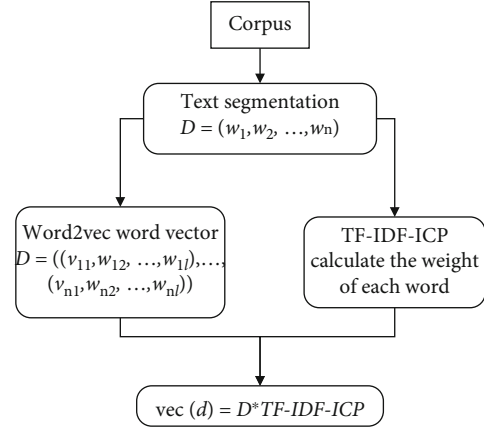 Corpus
Text segmentation
D = (w₁,w₂, …,wn)
Word2vec word vector
D = ((v₁₁,w₁₂, …,w₁ₗ),…,
(vₙ₁,wₙ₂, …,wₙₗ))
TF-IDF-ICP
calculate the weight
of each word
vec (d) = D*TF-IDF-ICP